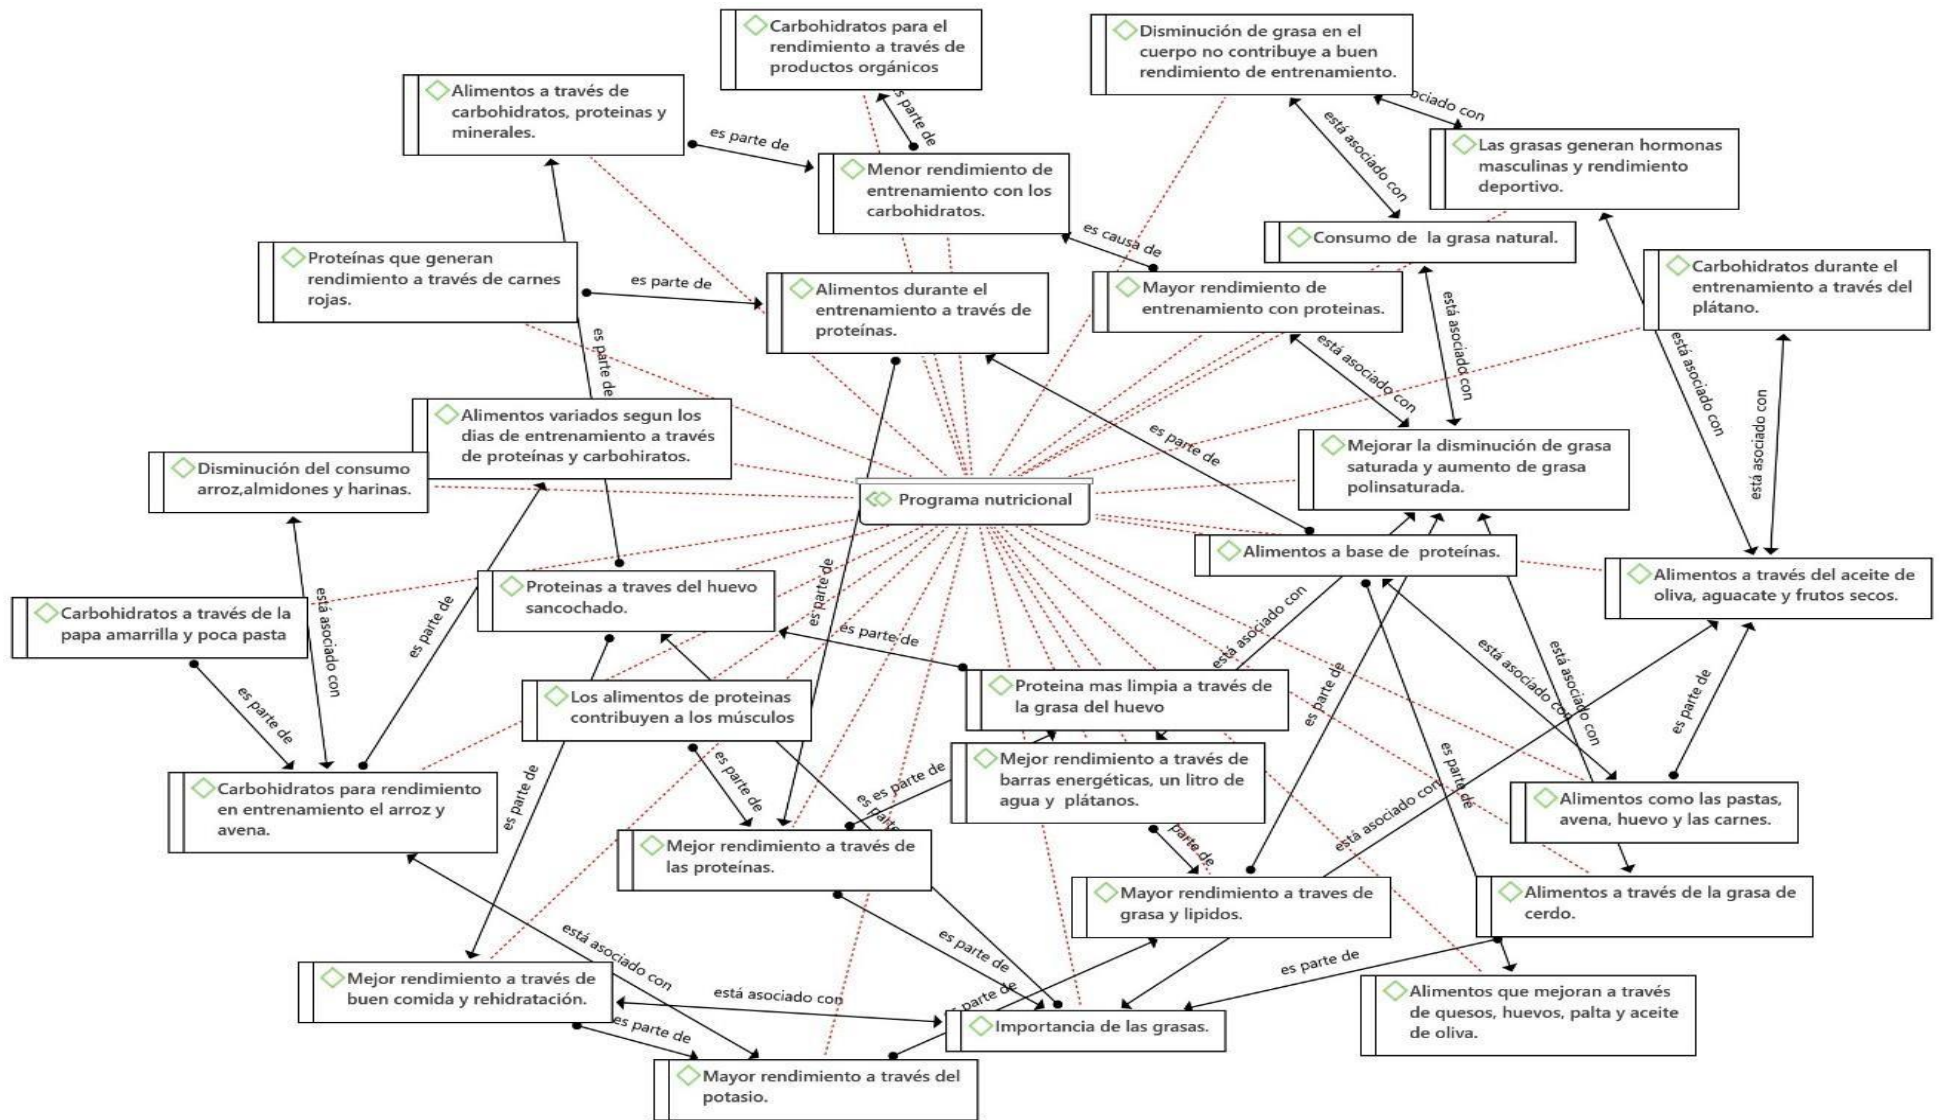 Carbohidratos para el
rendimiento a través de
productos orgánicos
Disminución de grasa en el
cuerpo no contribuye a buen
rendimiento de entrenamiento.
Alimentos a través de
carbohidratos, proteinas y
minerales.
es parte de
es parte de
ociado con
está asociado con
Menor rendimiento de
entrenamiento con los
carbohidratos.
Las grasas generan hormonas
masculinas y rendimiento
deportivo.
es causa de
Consumo de la grasa natural.
Proteínas que generan
rendimiento a través de carnes
rojas.
es parte de
Alimentos durante el
entrenamiento a través de
proteínas.
Mayor rendimiento de
entrenamiento con proteinas.
Carbohidratos durante el
entrenamiento a través del
plátano.
es parte de
está asociado con
está asociado con
está asociado con
está asociado con
Alimentos variados segun los
dias de entrenamiento a través
de proteínas y carbohiratos.
es parte de
Mejorar la disminución de grasa
saturada y aumento de grasa
polinsaturada.
Disminución del consumo
arroz,almidones y harinas.
Programa nutricional
Alimentos a base de proteínas.
Proteinas a traves del huevo
sancochado.
Alimentos a través del aceite de
oliva, aguacate y frutos secos.
Carbohidratos a través de la
papa amarrilla y poca pasta
está asociado con
es parte de
es parte de
es parte de
está asociado con
es parte de
está asociado con
está asociado con
es parte de
es parte de
Los alimentos de proteinas
contribuyen a los músculos
Proteina mas limpia a través de
la grasa del huevo
Mejor rendimiento a través de
barras energéticas, un litro de
agua y plátanos.
es parte de
es parte de
es es parte de
parte
es parte de
Carbohidratos para rendimiento
en entrenamiento el arroz y
avena.
Alimentos como las pastas,
avena, huevo y las carnes.
Mejor rendimiento a través de
las proteínas.
parte de
está asociado con
Mayor rendimiento a traves de
grasa y lipidos.
Alimentos a través de la grasa de
cerdo.
está asociado con
es parte de
es parte de
Mejor rendimiento a través de
buen comida y rehidratación.
está asociado con
parte de
Alimentos que mejoran a través
de quesos, huevos, palta y aceite
de oliva.
es parte de
Importancia de las grasas.
Mayor rendimiento a través del
potasio.